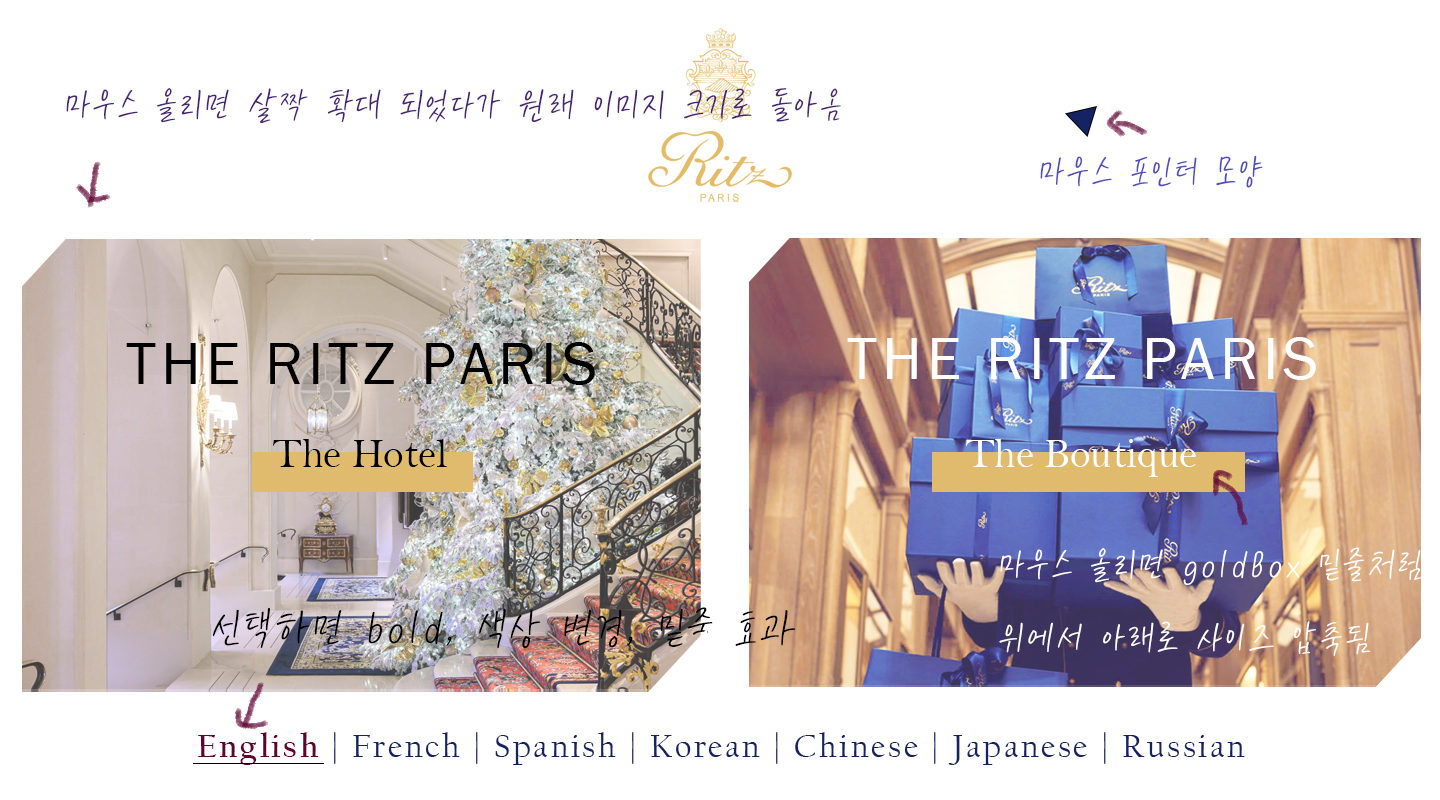 마우스 올리면 살짝 확대 되었다가 원래 이미지 크기로 돌아옴
Ritz
PARIS
마우스 포인터 모양
THE RITZ PARIS
The Hotel
Ritz
PARIS
THE RITZ PARIS
The Boutique
Ritz
PARIS
마우스 올리면 goldBox 밑줄처럼
위에서 아래로 사이즈 압축됨
선택하면 bold, 색상 변경, 밑줄 효과
English | French | Spanish | Korean | Chinese | Japanese | Russian